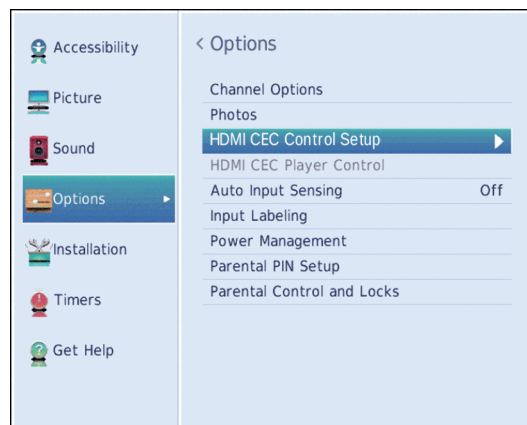 Accessibility
Picture
Sound
Options
Installation
Timers
Get Help
< Options
Channel Options
Photos
HDMI CEC Control Setup
HDMI CEC Player Control
Auto Input Sensing Off
Input Labeling
Power Management
Parental PIN Setup
Parental Control and Locks